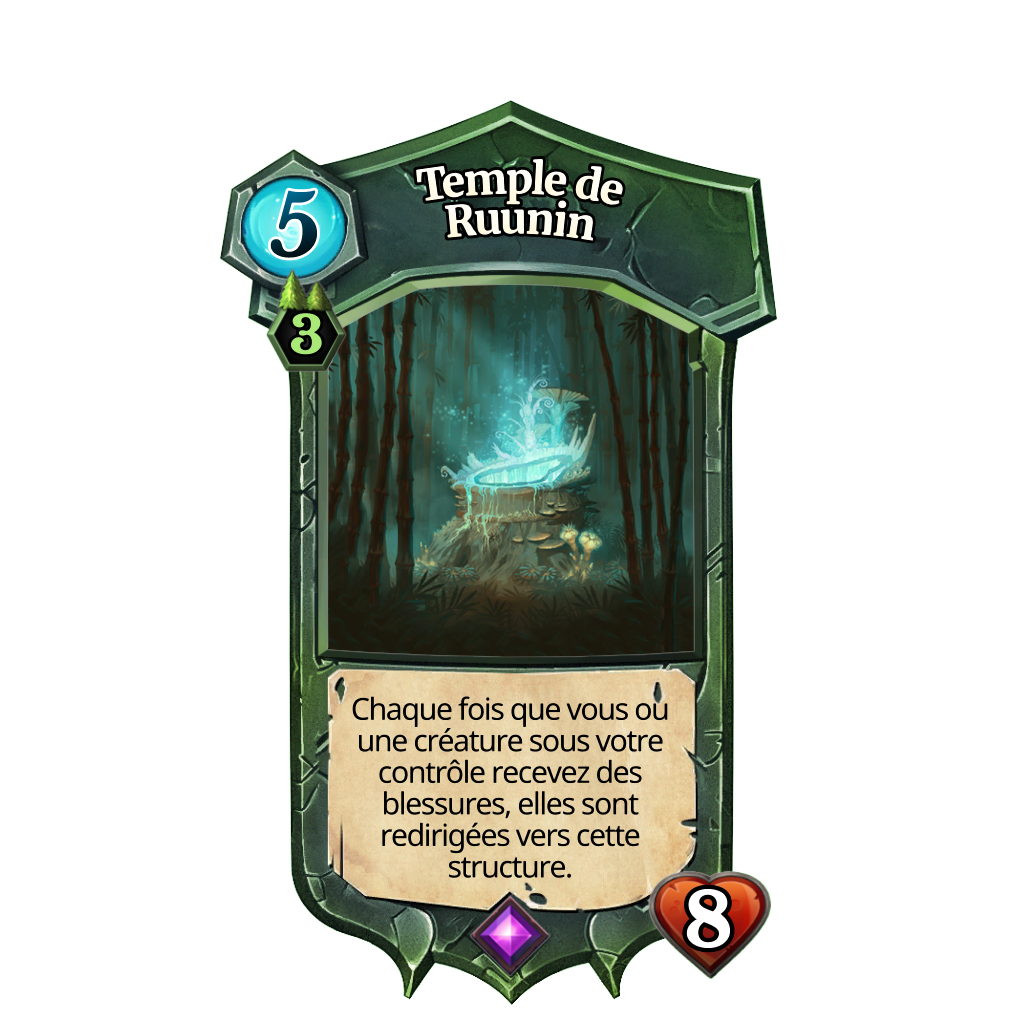 5
Temple de
Ruunin
3
Chaque fois que vous ou
une créature sous votre
contrôle recevez des
blessures, elles sont
redirigées vers cette
structure.
8